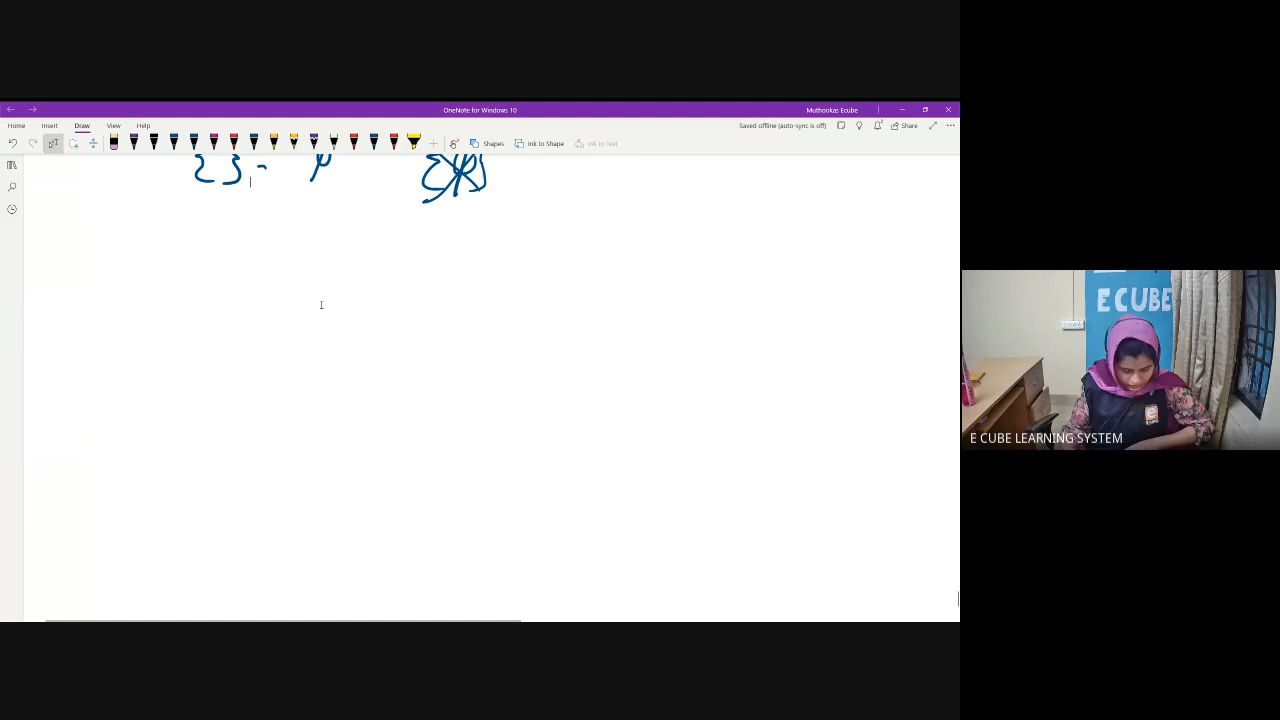 OneNote for Windows 10
Muthookas Ecube
Home Insert Draw View Help
Saved offline (auto-sync is off)
Share
Shapes
Ink to Shape
Ink to Text
{ }
E CUBE
E CUBE LEARNING SYSTEM